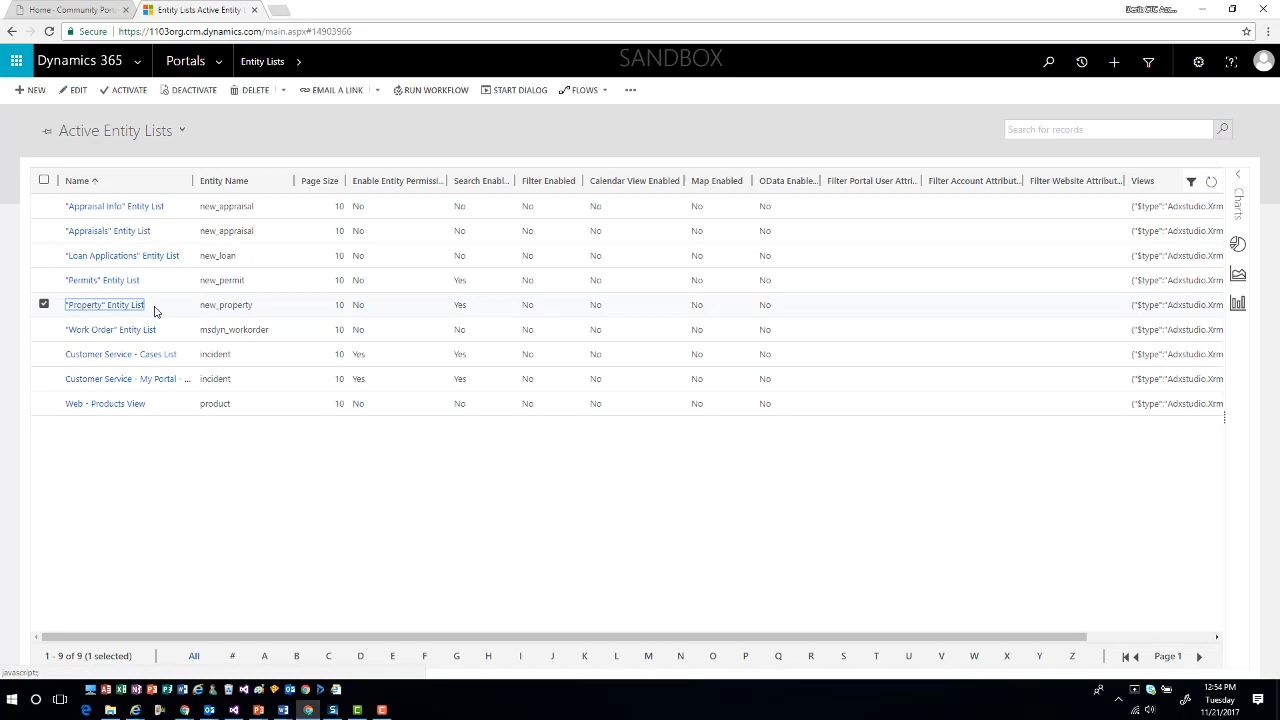 Home - Community Port
Entity Lists Active Entity L
Secure
https://1103org.crm.dynamics.com/main.aspx#14903966
Dynamics 365
Portals
Entity Lists
SANDBOX
NEW
EDIT
ACTIVATE
DEACTIVATE
DELETE
EMAIL A LINK
RUN WORKFLOW
START DIALOG
FLOWS
Active Entity Lists
Search for records
Name Entity Name Page Size Enable Entity Permissi... Search Enabl... Filter Enabled Calendar View Enabled Map Enabled OData Enable... Filter Portal User Attri... Filter Account Attribut... Filter Website Attribut... Views
"Appraisal Info" Entity List new_appraisal 10 No No No No No No {"$type":"Adxstudio.Xrm
"Appraisals" Entity List new_appraisal 10 No No No No No No {"$type":"Adxstudio.Xrm
"Loan Applications" Entity List new_loan 10 No No No No No No {"$type":"Adxstudio.Xrm
"Permits" Entity List new_permit 10 No Yes No No No No {"$type":"Adxstudio.Xrm
"Property" Entity List new_property 10 No Yes No No No No {"$type":"Adxstudio.Xrm
"Work Order" Entity List msdyn_workorder 10 No No No No No No {"$type":"Adxstudio.Xrm
Customer Service - Cases List incident 10 Yes Yes No No No No {"$type":"Adxstudio.Xrm
Customer Service - My Portal - ... incident 10 Yes Yes No No No No {"$type":"Adxstudio.Xrm
Web - Products View product 10 No No No No No No {"$type":"Adxstudio.Xrm
Charts
1 - 9 of 9 (1 selected)
All # A B C D E F G H I J K L M N O P Q R S T U V W X Y Z
Page 1
javascript:;
12:54 PM
Tuesday
11/21/2017